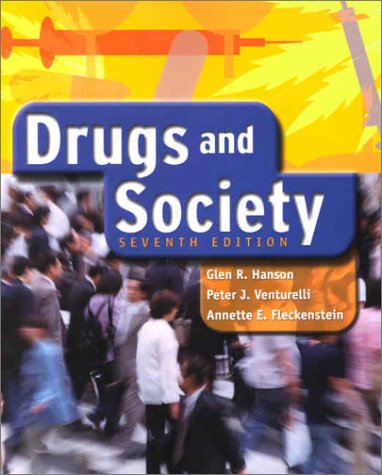 Drugs and
Society
SEVENTH EDITION
Glen R. Hanson
Peter J. Venturelli
Annette E. Fleckenstein